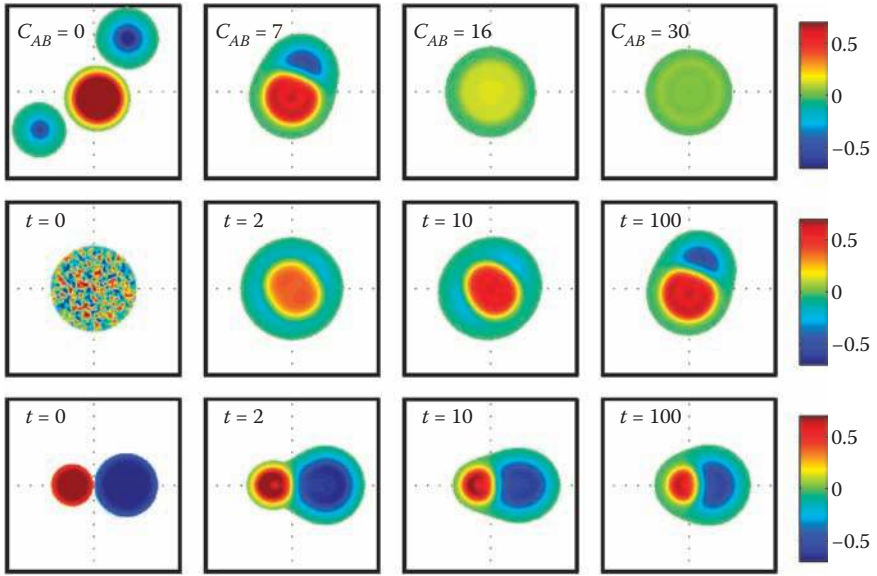 C_AB = 0
C_AB = 7
C_AB = 16
C_AB = 30
0.5
0
−0.5
t = 0
t = 2
t = 10
t = 100
0.5
0
−0.5
t = 0
t = 2
t = 10
t = 100
0.5
0
−0.5